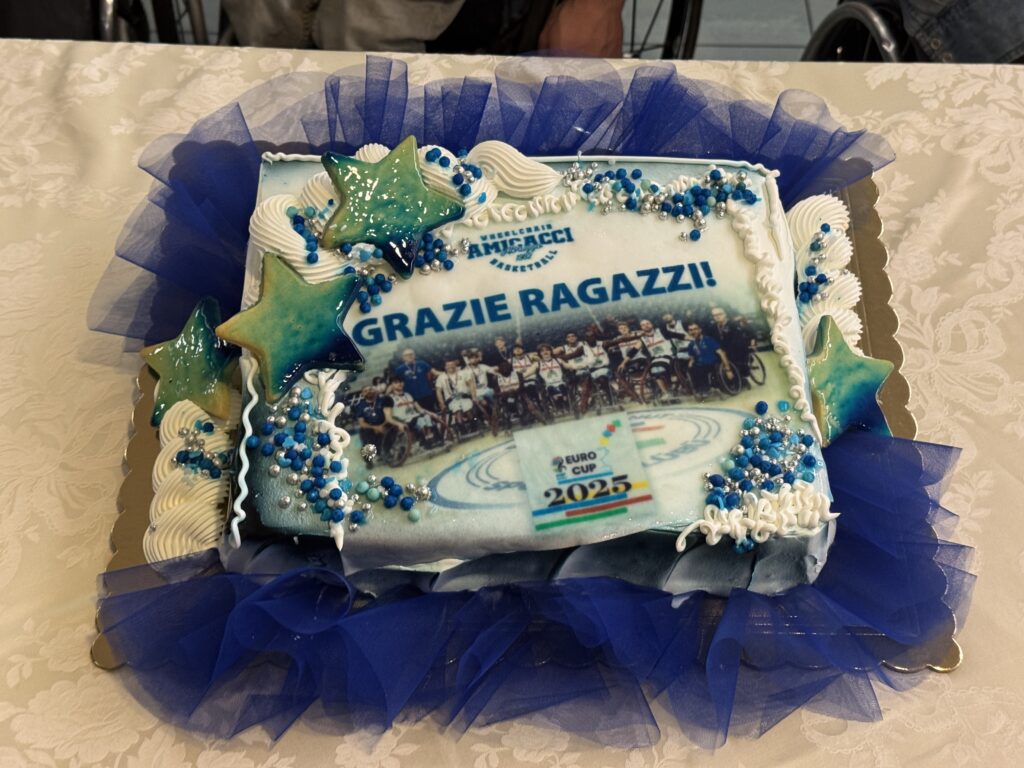 WHEELCHAIR
AMICACCI
BASKETBALL
GRAZIE RAGAZZI!
EURO
CUP
2025